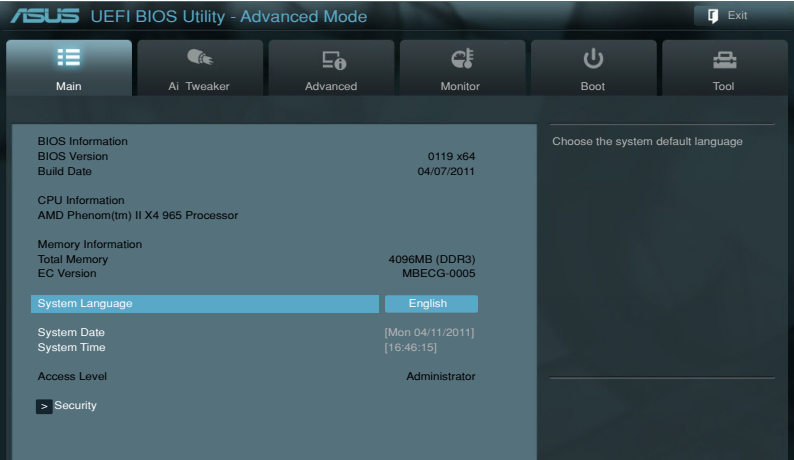 ASUS UEFI BIOS Utility - Advanced Mode
Exit
Main
Ai Tweaker
Advanced
Monitor
Boot
Tool
BIOS Information
BIOS Version 0119 x64
Build Date 04/07/2011
CPU Information
AMD Phenom(tm) II X4 965 Processor
Memory Information
Total Memory 4096MB (DDR3)
EC Version MBECG-0005
System Language English
System Date [Mon 04/11/2011]
System Time [16:46:15]
Access Level Administrator
> Security
Choose the system default language